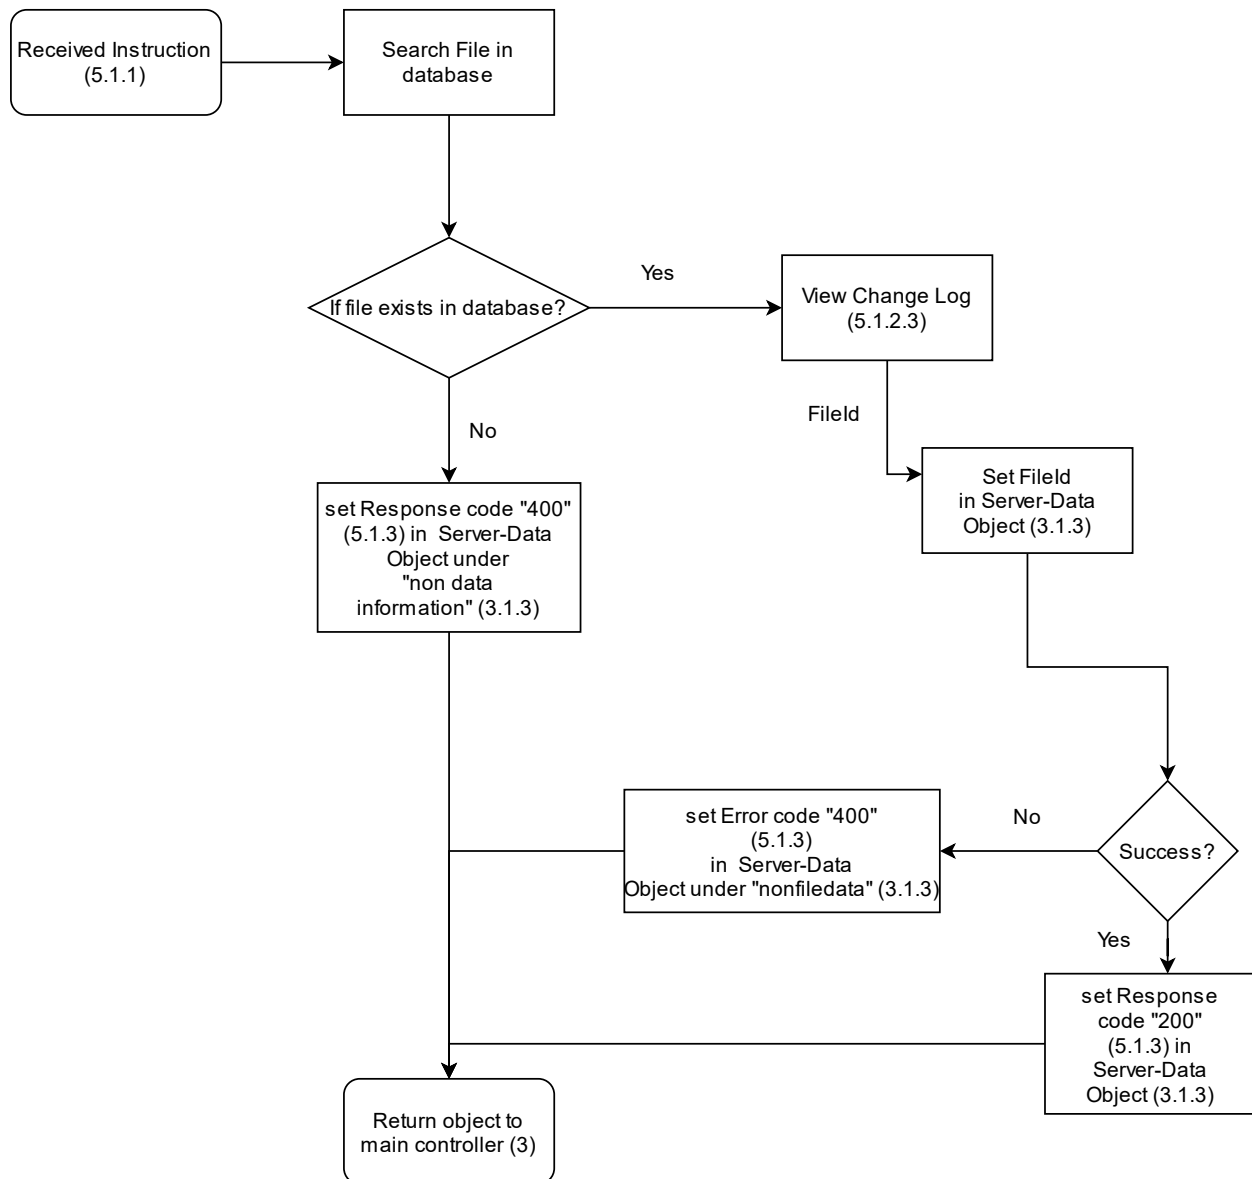 Received Instruction
(5.1.1)
Search File in
database
If file exists in database?
Yes
View Change Log
(5.1.2.3)
FileId
No
Set FileId
in Server-Data
Object (3.1.3)
set Response code "400"
(5.1.3) in  Server-Data
Object under
"non data
information" (3.1.3)
set Error code "400"
(5.1.3)
in  Server-Data
Object under "nonfiledata" (3.1.3)
No
Success?
Yes
set Response
code "200"
(5.1.3) in
Server-Data
Object (3.1.3)
Return object to
main controller (3)